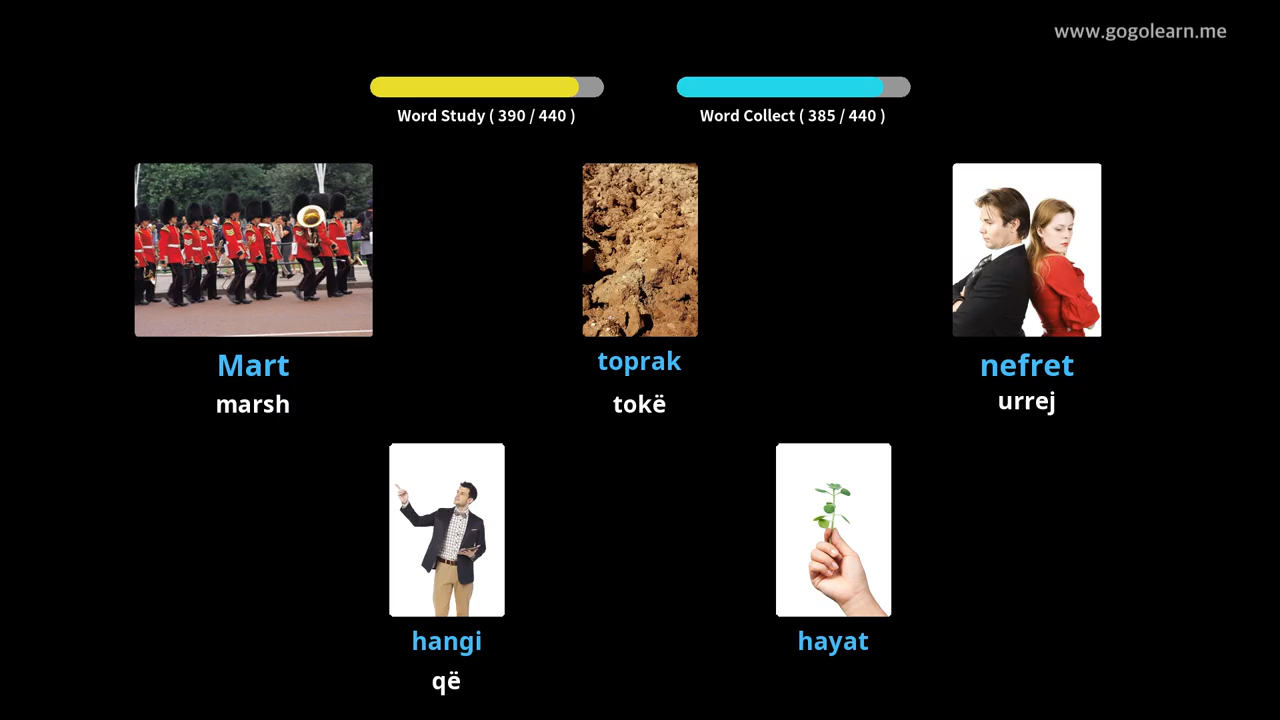 www.gogolearn.me
Word Study ( 390 / 440 )
Word Collect ( 385 / 440 )
Mart
marsh
toprak
tokë
nefret
urrej
hangi
që
hayat